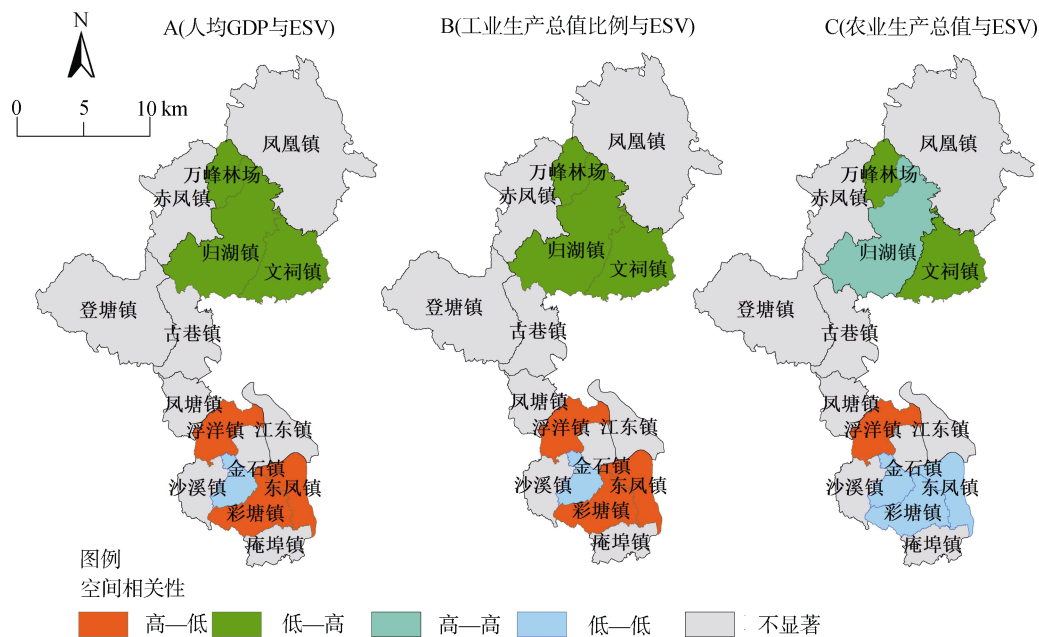 N
A(人均GDP与ESV)
B(工业生产总值比例与ESV)
C(农业生产总值与ESV)
0 5 10 km
凤凰镇
万峰林场
赤凤镇
归湖镇
文祠镇
登塘镇
古巷镇
凤塘镇
浮洋镇
江东镇
金石镇
沙溪镇
东凤镇
彩塘镇
庵埠镇
凤凰镇
万峰林场
赤凤镇
归湖镇
文祠镇
登塘镇
古巷镇
凤塘镇
浮洋镇
江东镇
金石镇
沙溪镇
东凤镇
彩塘镇
庵埠镇
凤凰镇
万峰林场
赤凤镇
归湖镇
文祠镇
登塘镇
古巷镇
凤塘镇
浮洋镇
江东镇
金石镇
沙溪镇
东凤镇
彩塘镇
庵埠镇
图例
空间相关性
高—低 低—高 高—高 低—低 不显著